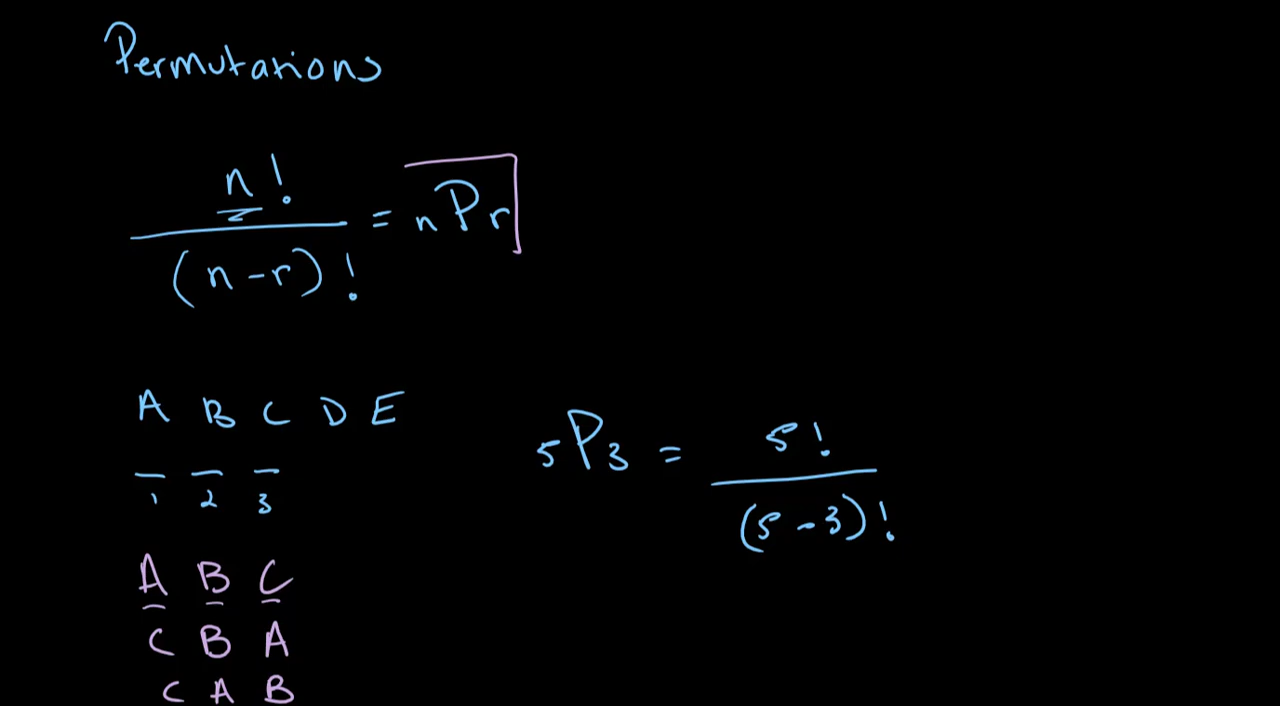 Permutations
n!
(n-r)!
= nPr
A B C D E
1 2 3
5P3 = 5!
(5-3)!
A B C
C B A
C A B